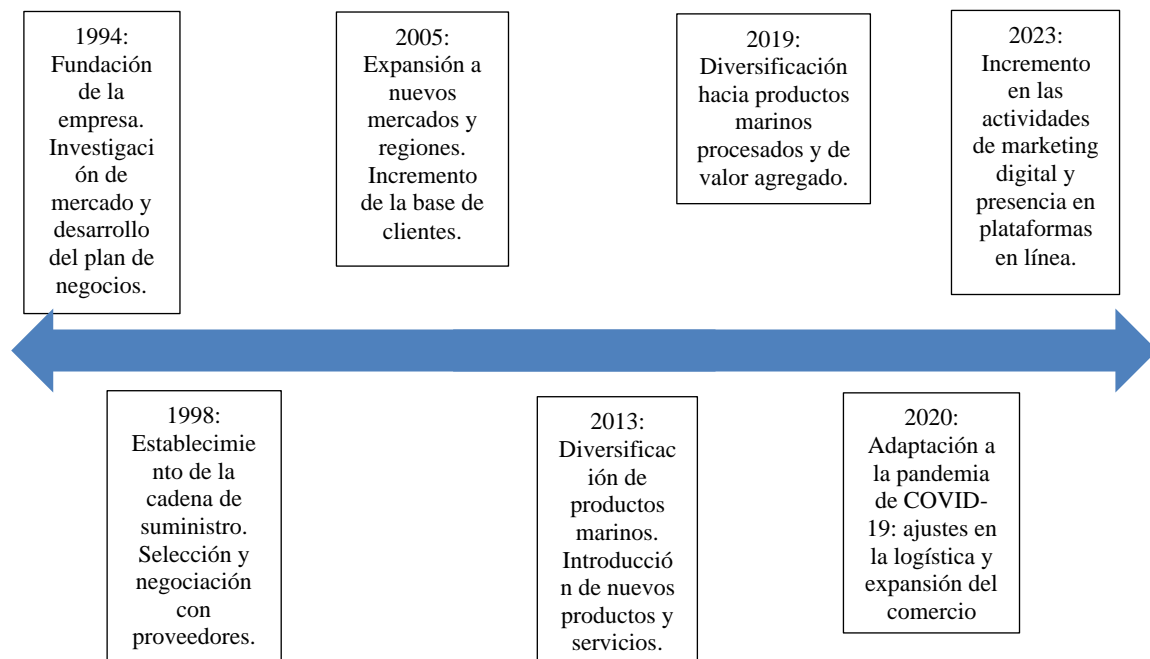 1994:
Fundación
de la
empresa.
Investigaci
ón de
mercado y
desarrollo
del plan de
negocios.
2005:
Expansión a
nuevos
mercados y
regiones.
Incremento
de la base de
clientes.
2019:
Diversificación
hacia productos
marinos
procesados y de
valor agregado.
2023:
Incremento
en las
actividades
de marketing
digital y
presencia en
plataformas
en línea.
1998:
Establecimie
nto de la
cadena de
suministro.
Selección y
negociación
con
proveedores.
2013:
Diversificac
ión de
productos
marinos.
Introducció
n de nuevos
productos y
servicios.
2020:
Adaptación a
la pandemia
de COVID-
19: ajustes en
la logística y
expansión del
comercio